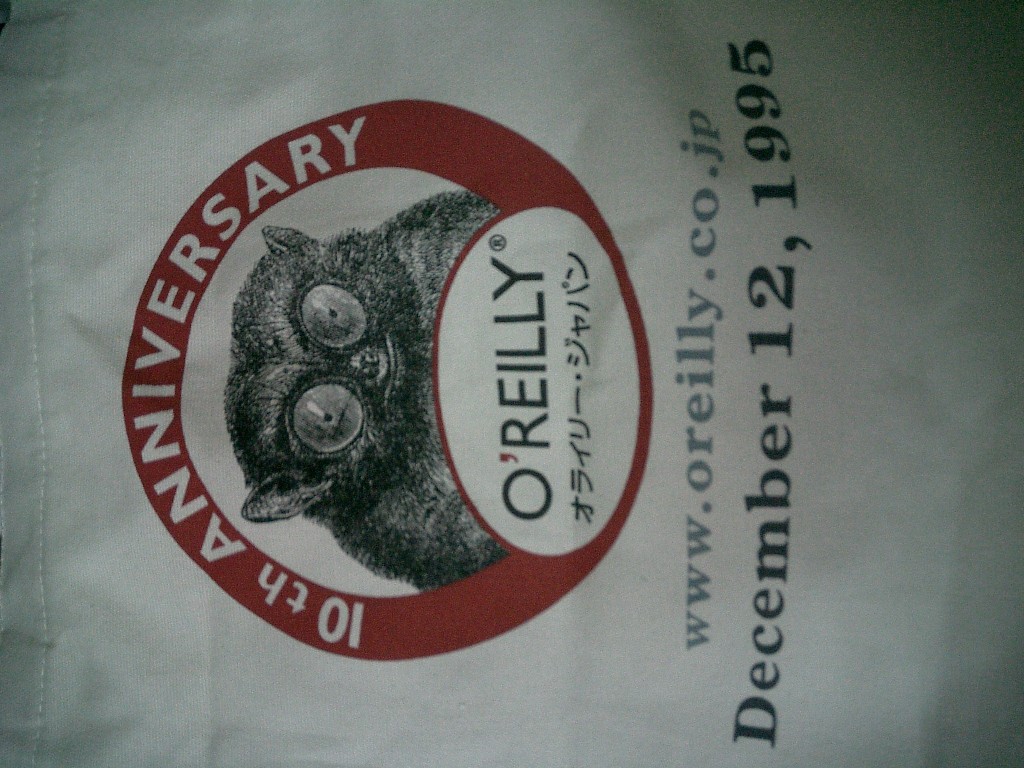 10th ANNIVERSARY
O'REILLY®
オライリー・ジャパン
www.oreilly.co.jp
December 12, 1995